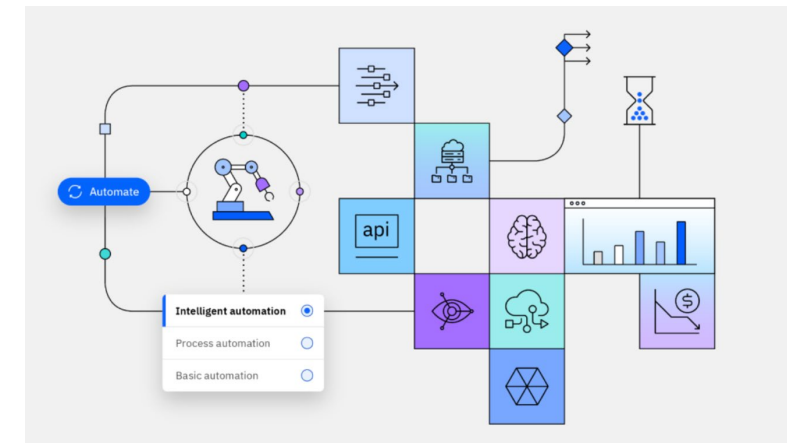 Automate
api
Intelligent automation
Process automation
Basic automation
$